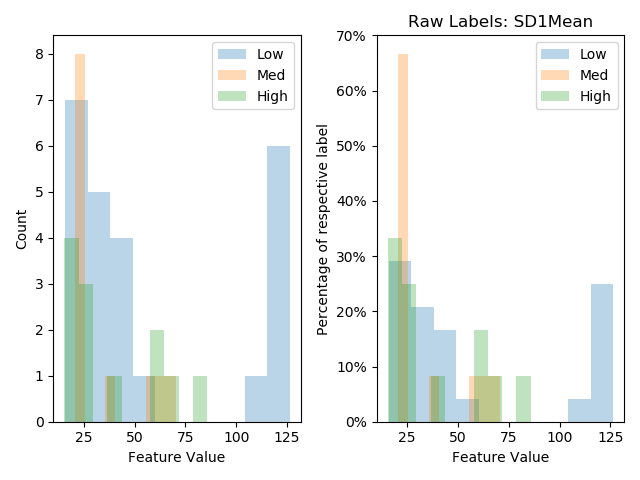 Raw Labels: SD1Mean
8
7
6
5
4
3
2
1
0
Count
25
50
75
100
125
Feature Value
Low
Med
High
70%
60%
50%
40%
30%
20%
10%
0%
Percentage of respective label
25
50
75
100
125
Feature Value
Low
Med
High